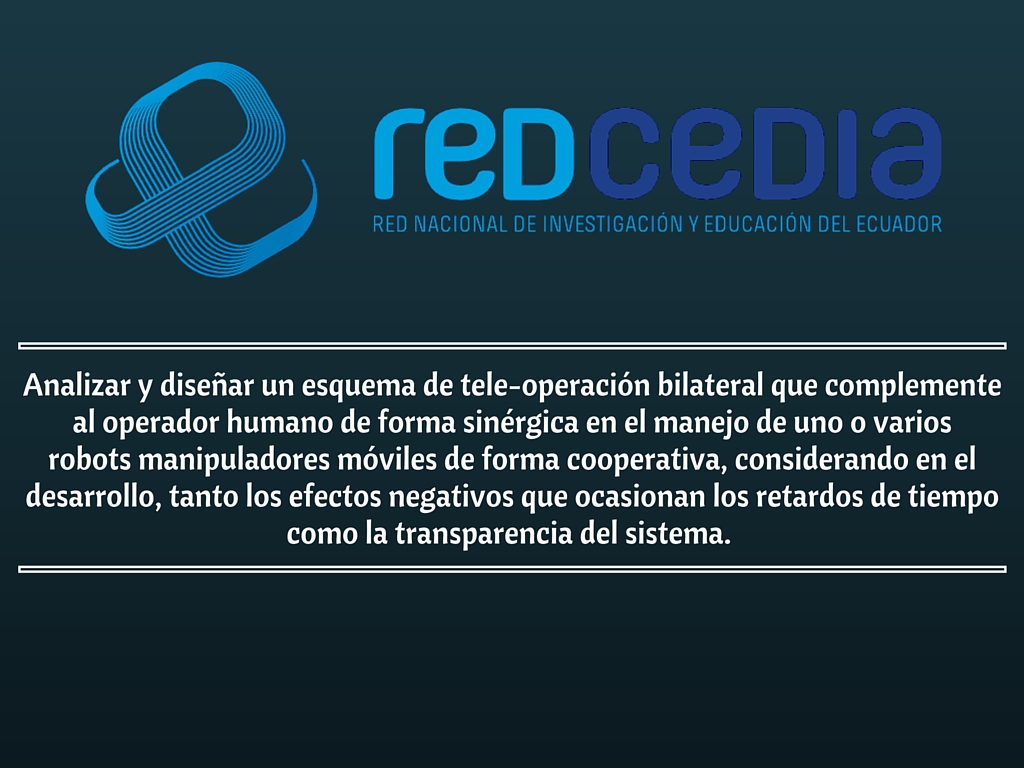 redcedia
RED NACIONAL DE INVESTIGACIÓN Y EDUCACIÓN DEL ECUADOR
Analizar y diseñar un esquema de tele-operación bilateral que complemente
al operador humano de forma sinérgica en el manejo de uno o varios
robots manipuladores móviles de forma cooperativa, considerando en el
desarrollo, tanto los efectos negativos que ocasionan los retardos de tiempo
como la transparencia del sistema.